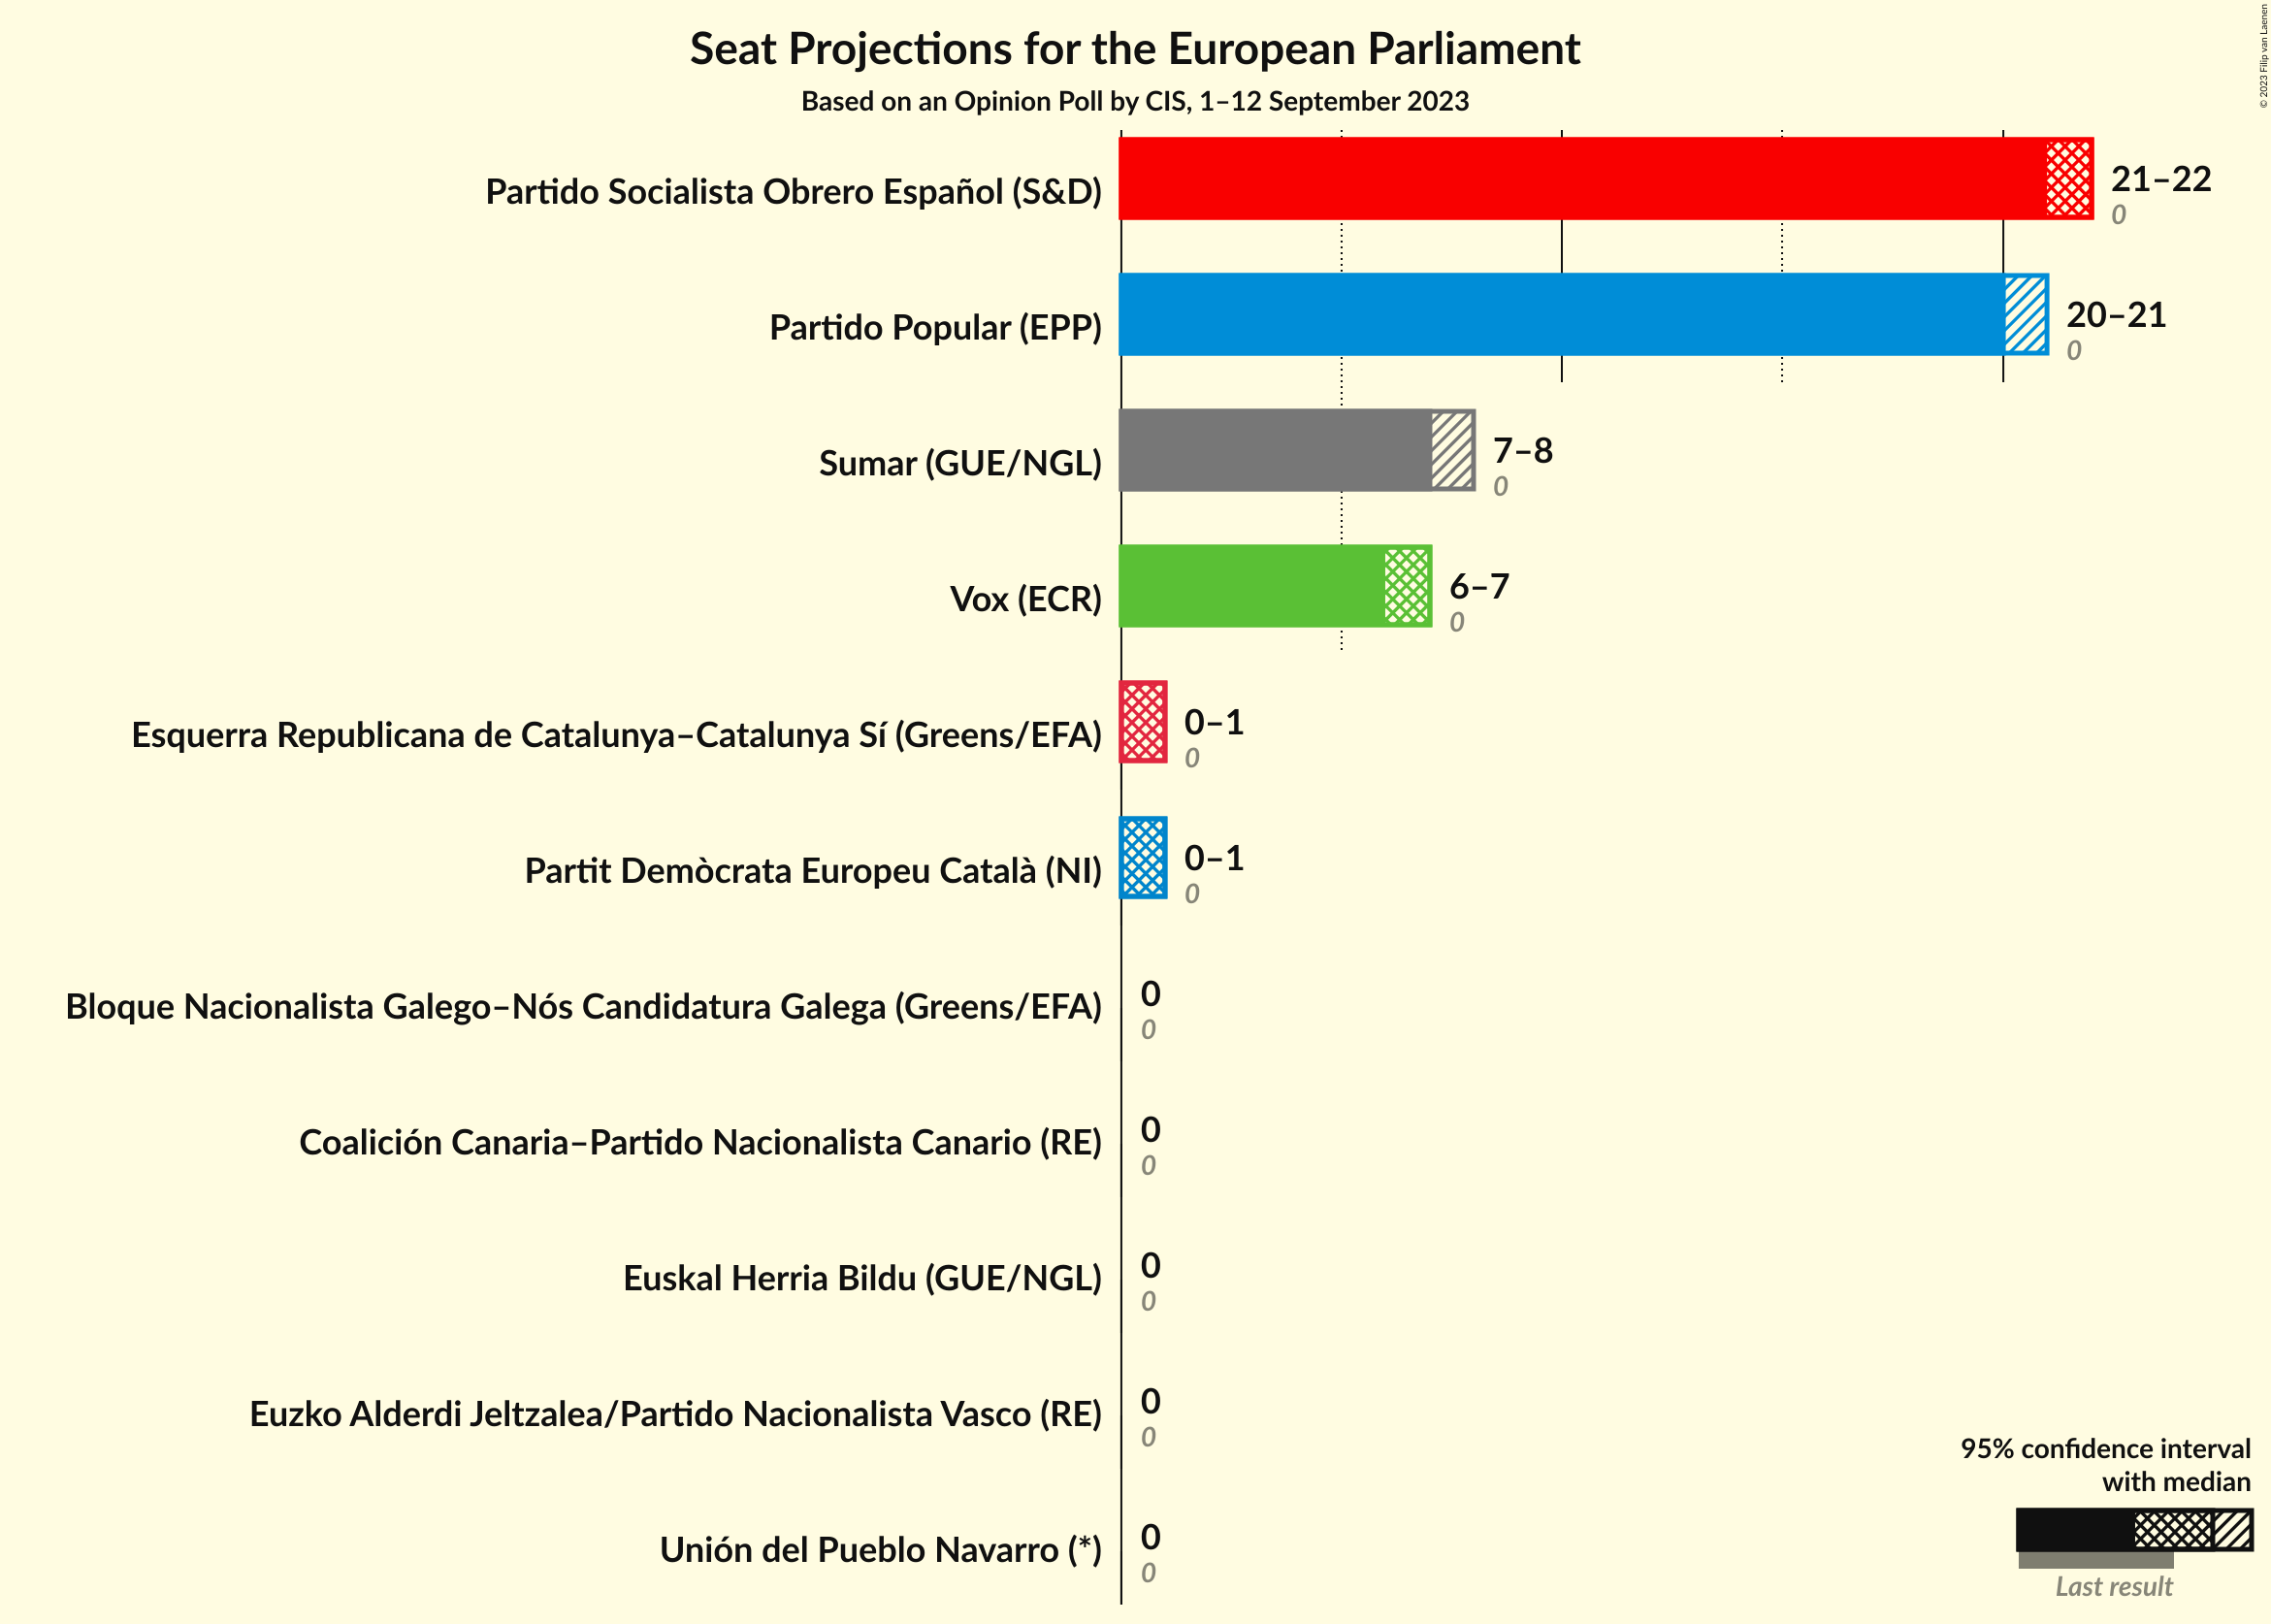 Seat Projections for the European Parliament
Based on an Opinion Poll by CIS, 1–12 September 2023
© 2023 Filip van Laenen
Partido Socialista Obrero Español (S&D)
21–22
0
Partido Popular (EPP)
20–21
0
Sumar (GUE/NGL)
7–8
0
Vox (ECR)
6–7
0
Esquerra Republicana de Catalunya–Catalunya Sí (Greens/EFA)
0–1
0
Partit Demòcrata Europeu Català (NI)
0–1
0
Bloque Nacionalista Galego–Nós Candidatura Galega (Greens/EFA)
0
0
Coalición Canaria–Partido Nacionalista Canario (RE)
0
0
Euskal Herria Bildu (GUE/NGL)
0
0
Euzko Alderdi Jeltzalea/Partido Nacionalista Vasco (RE)
0
0
Unión del Pueblo Navarro (*)
0
0
95% confidence interval
with median
Last result